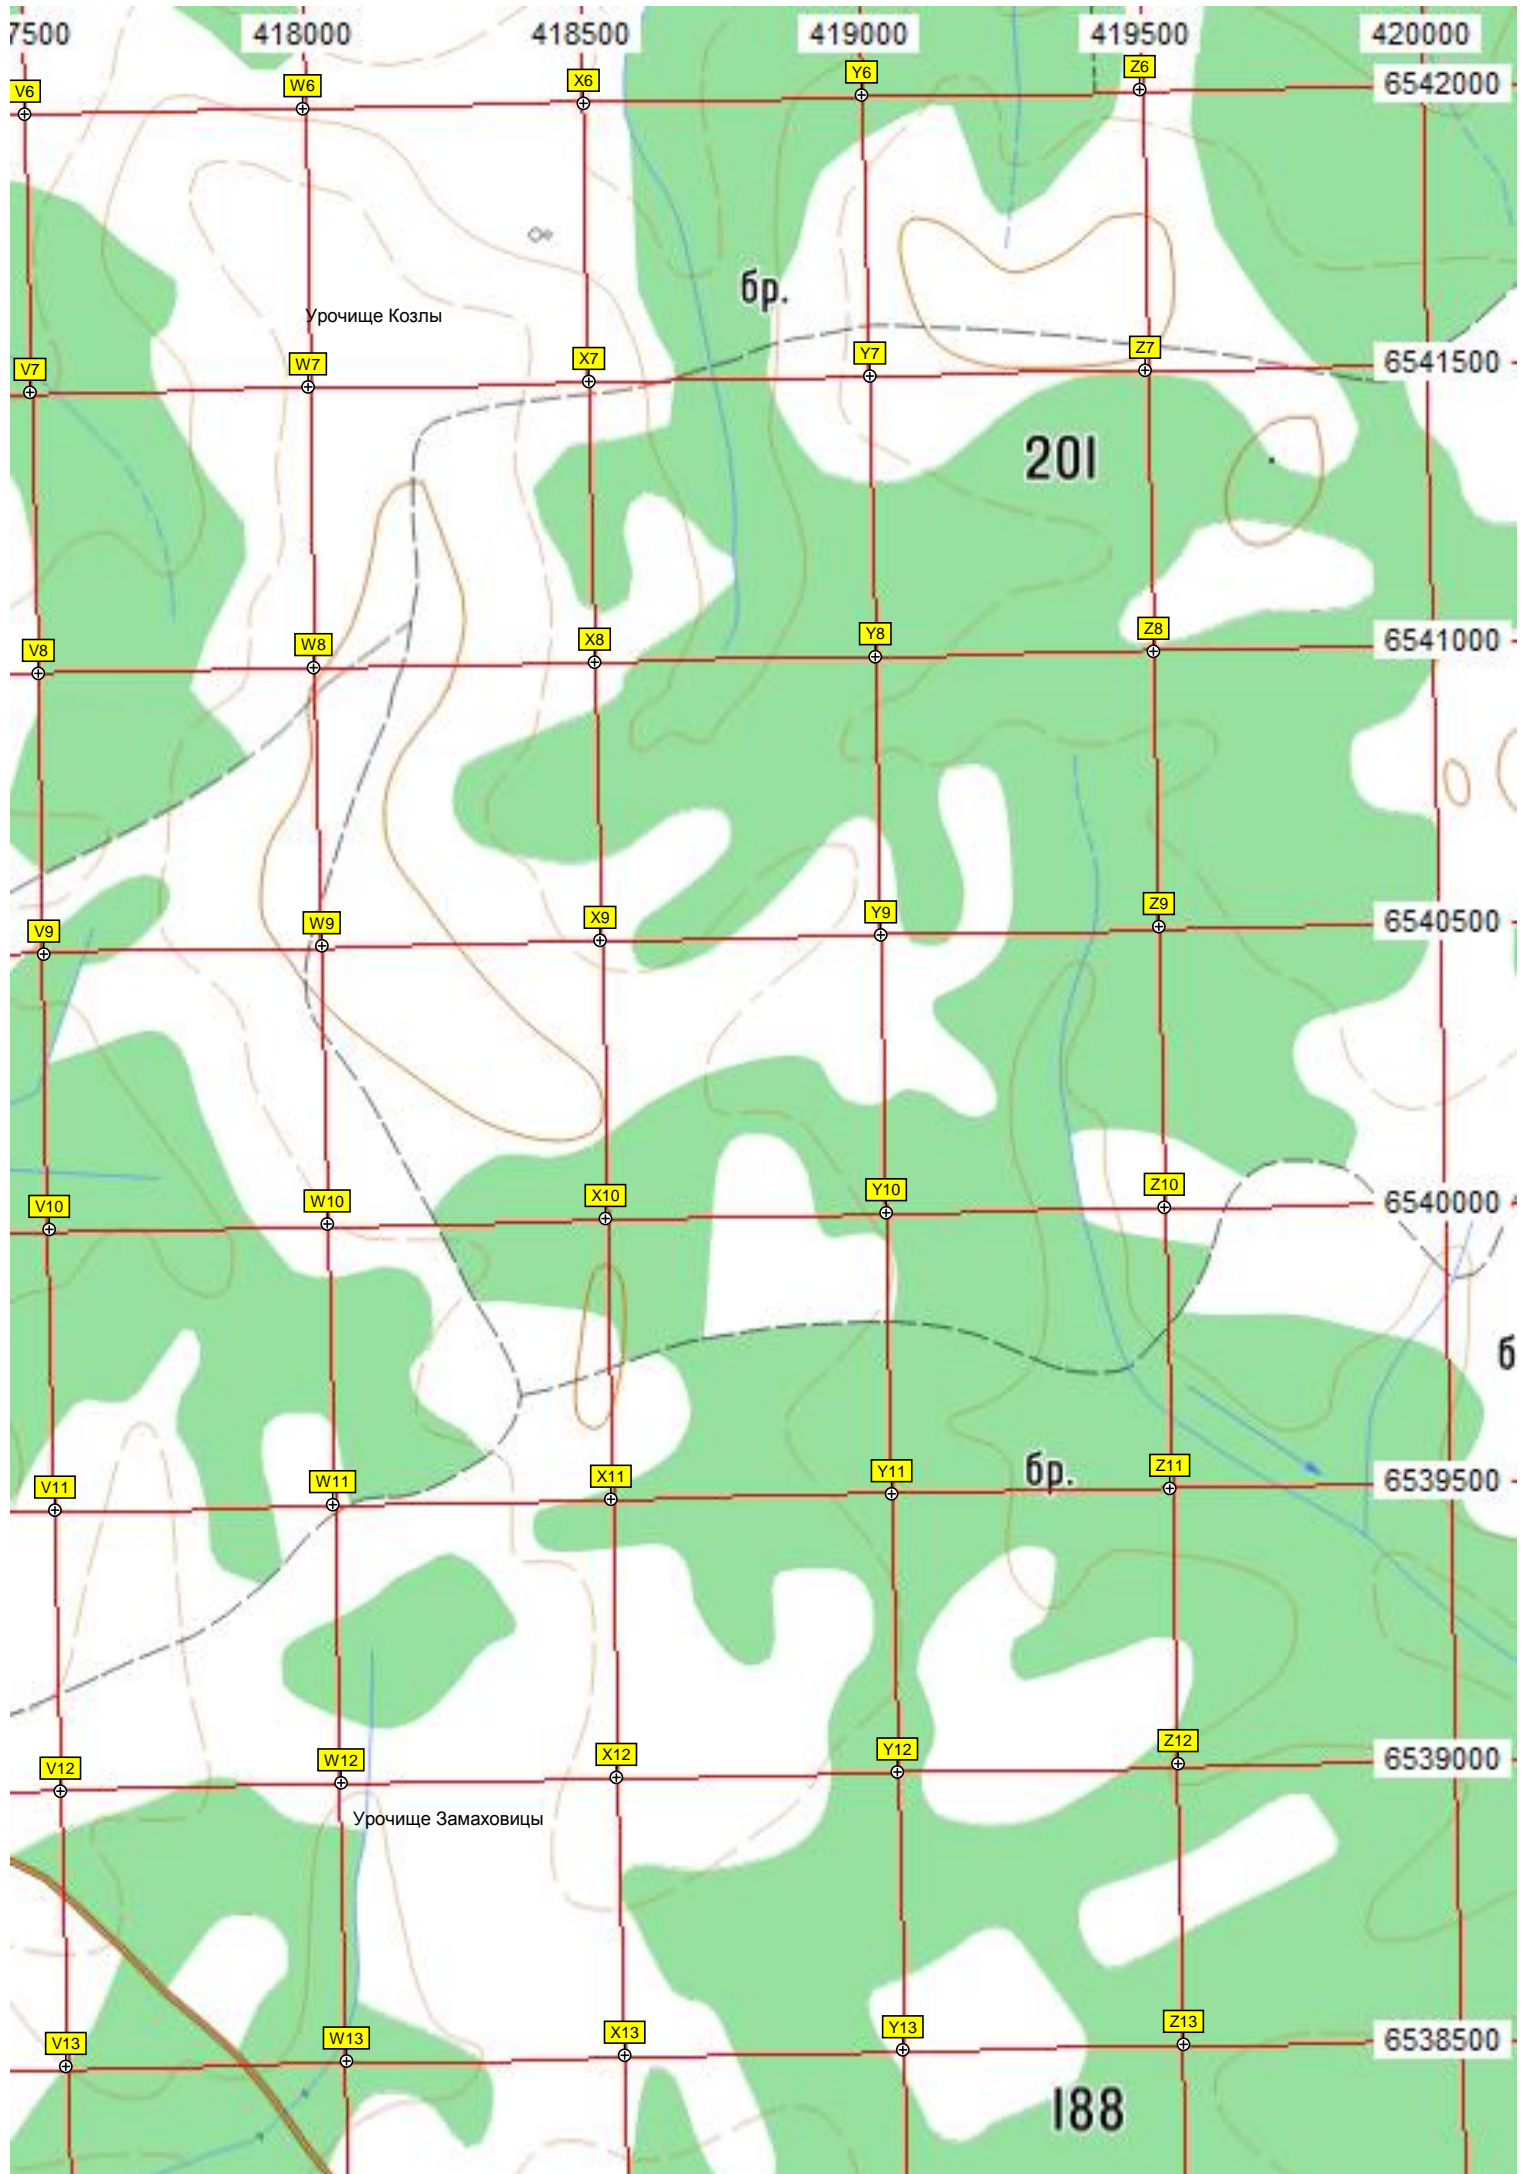 7500 418000 418500 419000 419500 420000
V6 W6 X6 Y6 Z6 6542000
бр.
Урочище Козлы
V7 W7 X7 Y7 Z7 6541500
201
V8 W8 X8 Y8 Z8 6541000
V9 W9 X9 Y9 Z9 6540500
V10 W10 X10 Y10 Z10 6540000
б
V11 W11 X11 Y11 бр. Z11 6539500
V12 W12 X12 Y12 Z12 6539000
Урочище Замаховицы
V13 W13 X13 Y13 Z13 6538500
188